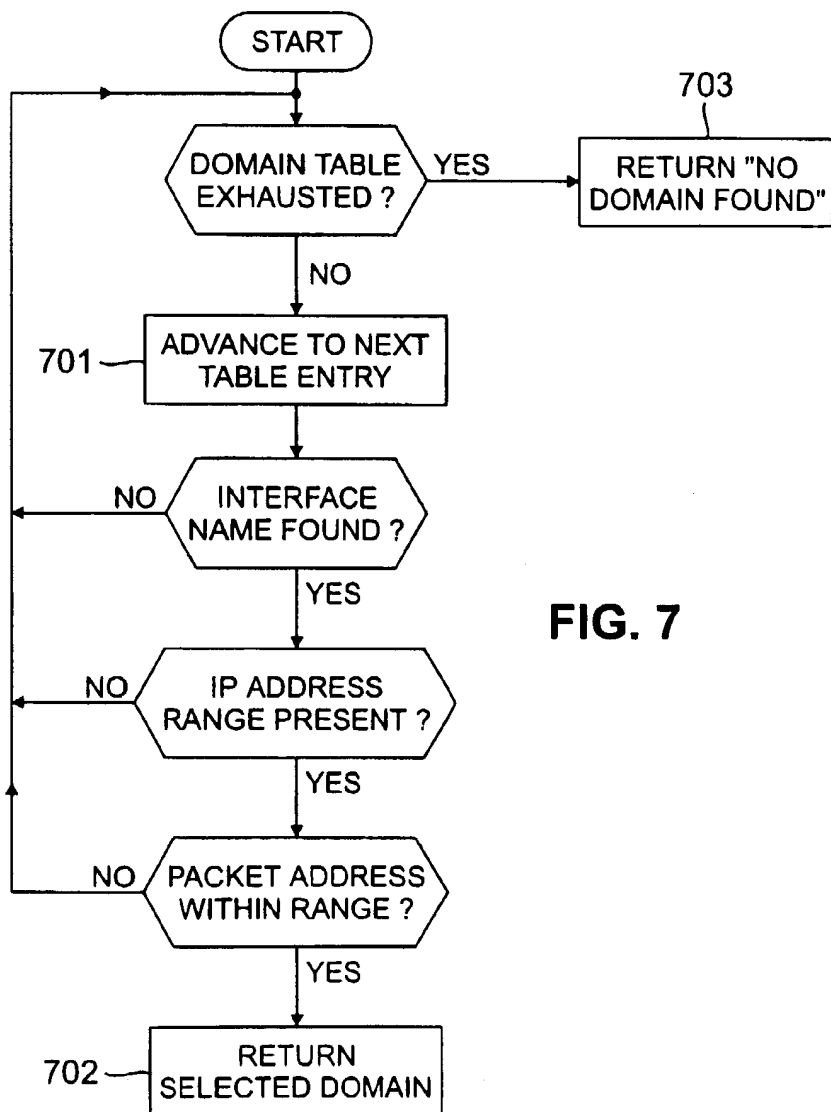 START
703
DOMAIN TABLE
EXHAUSTED ?
YES
RETURN "NO
DOMAIN FOUND"
NO
701
ADVANCE TO NEXT
TABLE ENTRY
NO
INTERFACE
NAME FOUND ?
YES
FIG. 7
NO
IP ADDRESS
RANGE PRESENT ?
YES
NO
PACKET ADDRESS
WITHIN RANGE ?
YES
702
RETURN
SELECTED DOMAIN